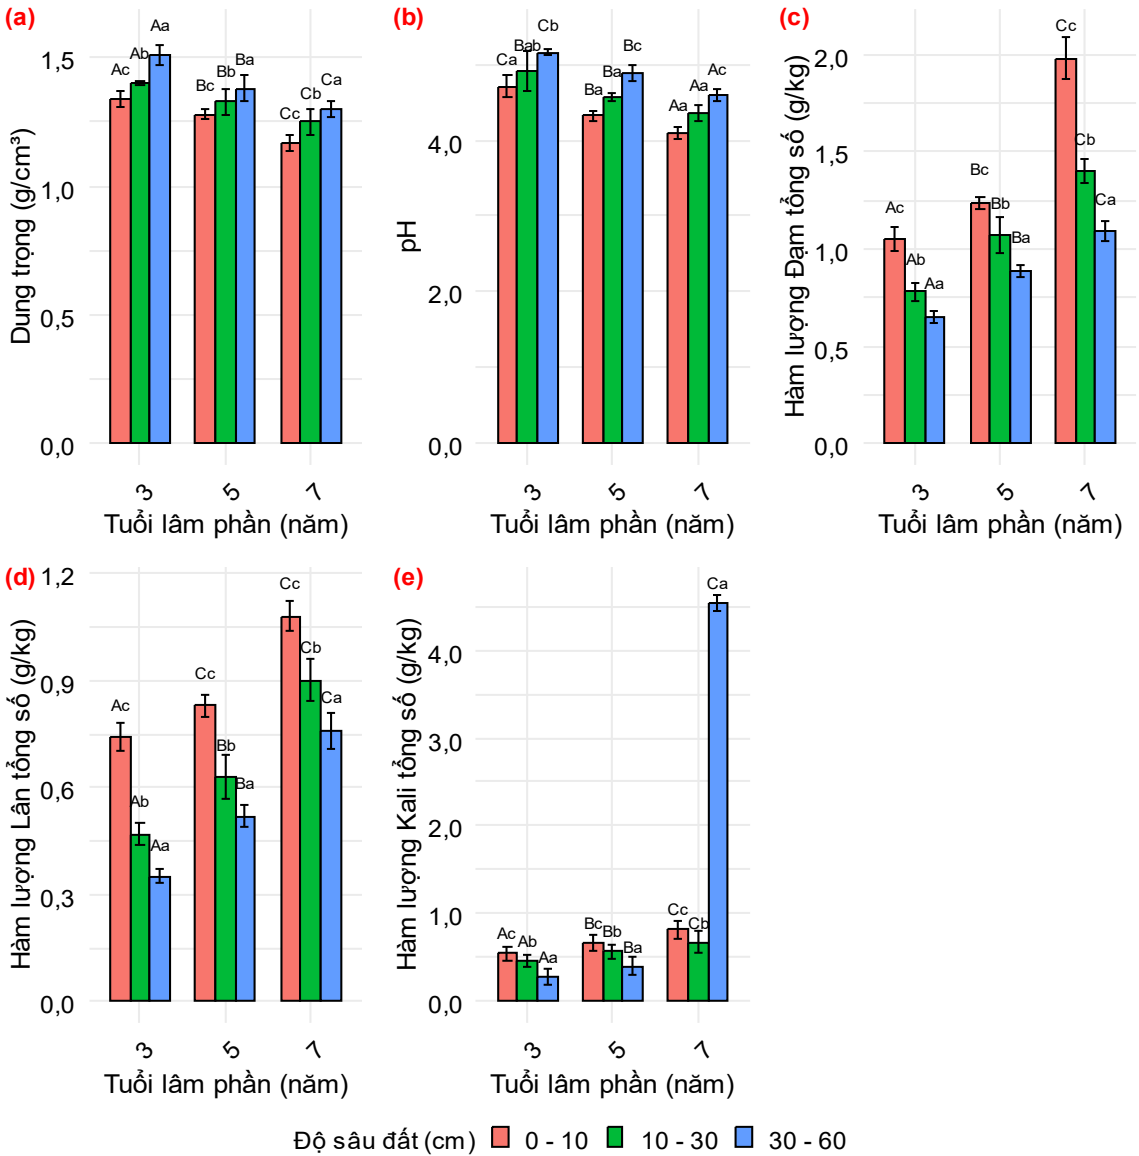 (a)
Dung trọng (g/cm³)
1,5
1,0
0,5
0,0
Ac Ab Aa
Bc Bb Ba
Cc Cb Ca
3 5 7
Tuổi lâm phần (năm)
(b)
pH
4,0
2,0
0,0
Ca Bab Cb
Ba Ba Bc
Aa Aa Ac
3 5 7
Tuổi lâm phần (năm)
(c)
Hàm lượng Đạm tổng số (g/kg)
2,0
1,5
1,0
0,5
0,0
Ac Ab Aa
Bc Bb Ba
Cc Cb Ca
3 5 7
Tuổi lâm phần (năm)
(d)
Hàm lượng Lân tổng số (g/kg)
1,2
0,9
0,6
0,3
0,0
Ac Ab Aa
Cc Bb Ba
Cc Cb Ca
3 5 7
Tuổi lâm phần (năm)
(e)
Hàm lượng Kali tổng số (g/kg)
4,0
3,0
2,0
1,0
0,0
Ac Ab Aa
Bc Bb Ba
Cc Cb Ca
3 5 7
Tuổi lâm phần (năm)
Độ sâu đất (cm) 0 - 10 10 - 30 30 - 60